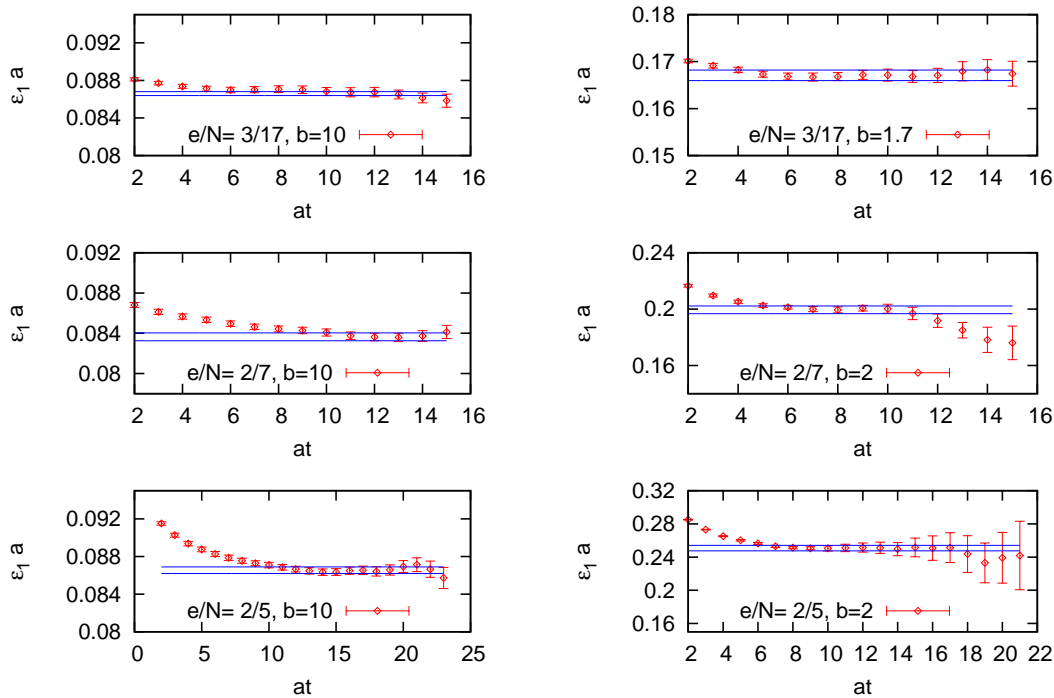 0.092
0.088
0.084
0.08
ε1 a
e/N= 3/17, b=10
2 4 6 8 10 12 14 16
at
0.18
0.17
0.16
0.15
ε1 a
e/N= 3/17, b=1.7
2 4 6 8 10 12 14 16
at
0.092
0.088
0.084
0.08
ε1 a
e/N= 2/7, b=10
2 4 6 8 10 12 14 16
at
0.24
0.2
0.16
ε1 a
e/N= 2/7, b=2
2 4 6 8 10 12 14 16
at
0.092
0.088
0.084
0.08
ε1 a
e/N= 2/5, b=10
0 5 10 15 20 25
at
0.32
0.28
0.24
0.2
0.16
ε1 a
e/N= 2/5, b=2
2 4 6 8 10 12 14 16 18 20 22
at